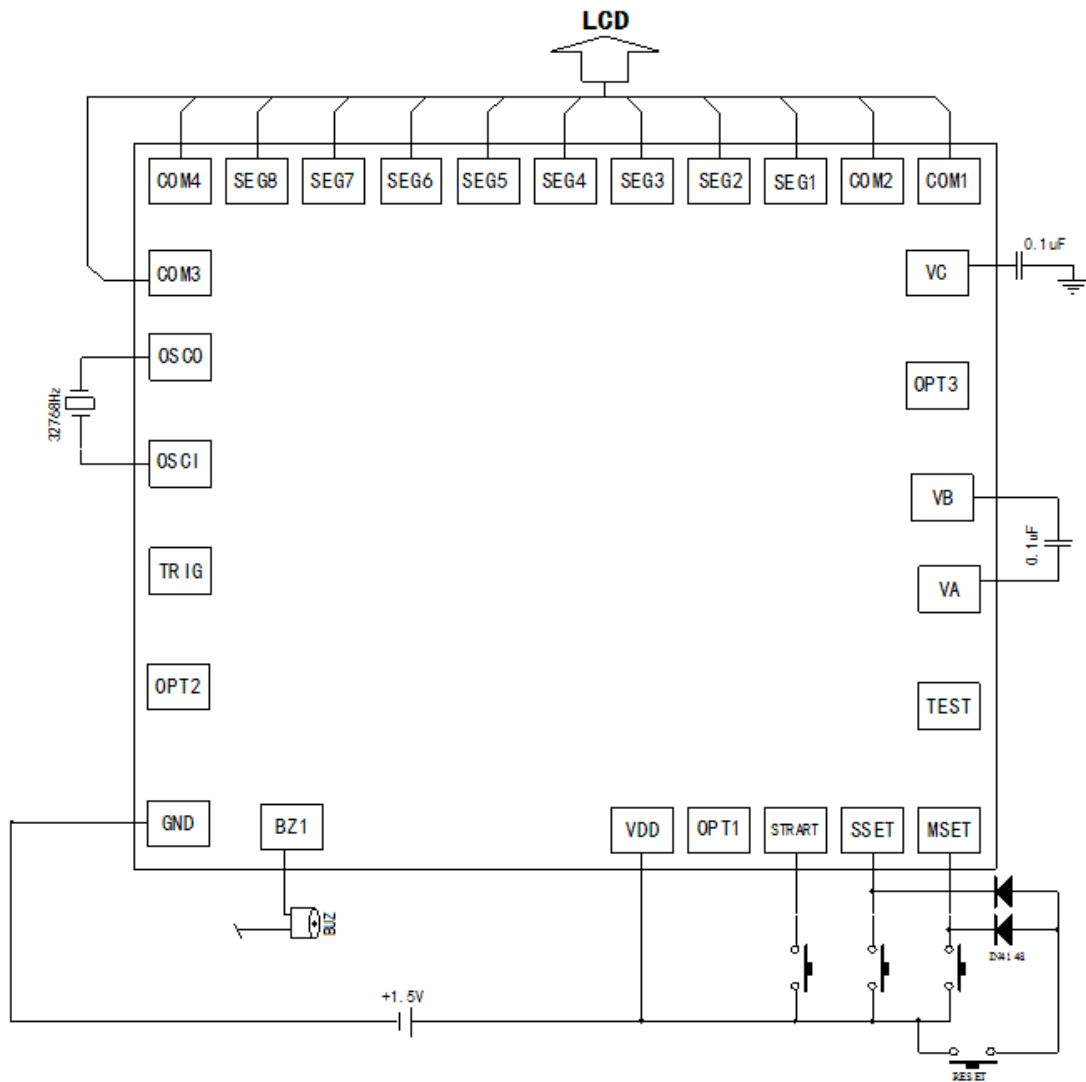 LCD
COM4 SEG8 SEG7 SEG6 SEG5 SEG4 SEG3 SEG2 SEG1 COM2 COM1
0.1uF
COM3
VC
OSCO
OPT3
32768Hz
OSCI
VB
0.1uF
TRIG
VA
OPT2
TEST
GND
BZ1
VDD
OPT1
STRART
SSET
MSET
BUZ
IN4148
+1.5V
RESET